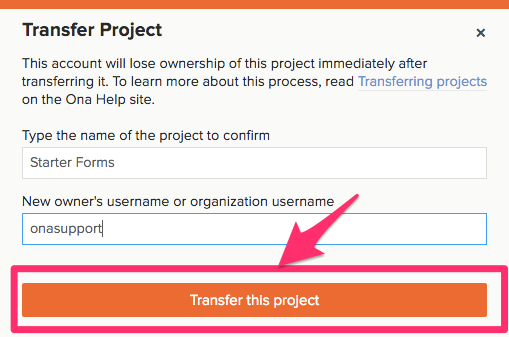 Transfer Project
×
This account will lose ownership of this project immediately after
transferring it. To learn more about this process, read Transferring projects
on the Ona Help site.
Type the name of the project to confirm
Starter Forms
New owner's username or organization username
onasupport
Transfer this project